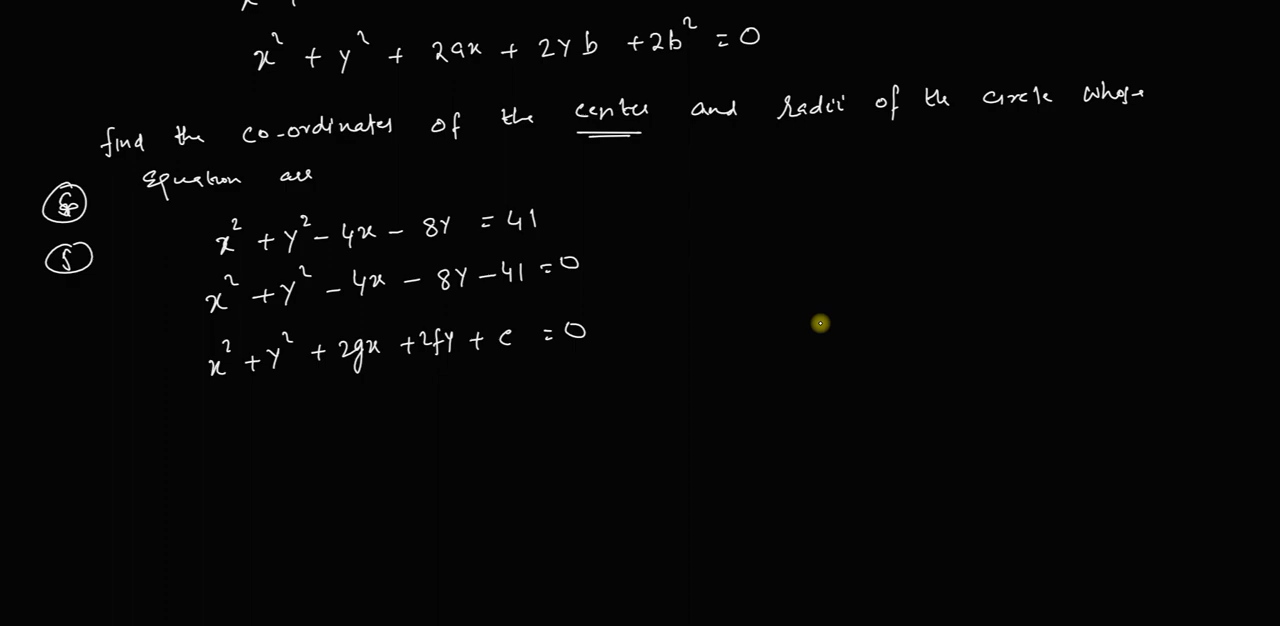 x² + y² + 2ax + 2yb + 2b² = 0
find the co-ordinates of the center and radii of the circle whose
Equation are
x² + y² - 4x - 8y = 41
5
x² + y² - 4x - 8y - 41 = 0
x² + y² + 2gx + 2fy + c = 0